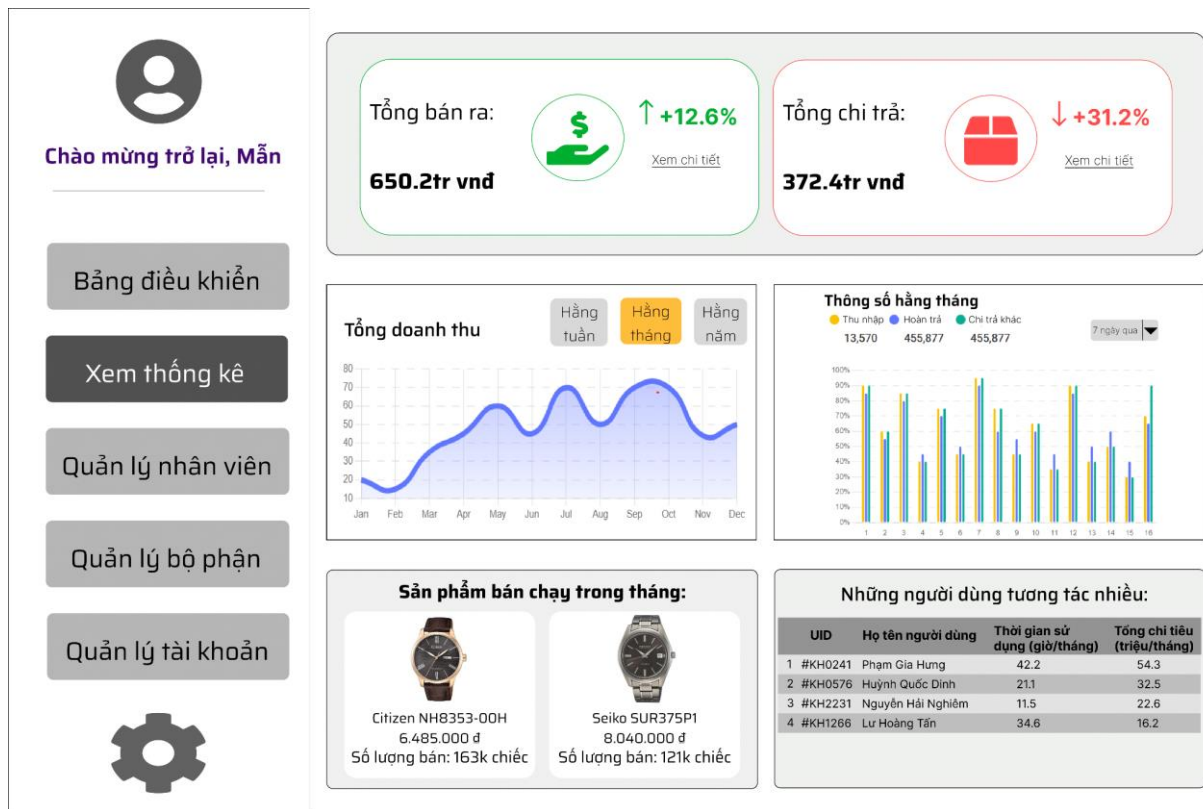 Chào mừng trở lại, Mẫn
Bảng điều khiển
Xem thống kê
Quản lý nhân viên
Quản lý bộ phận
Quản lý tài khoản
Tổng bán ra:
650.2tr vnđ
↑ +12.6%
Xem chi tiết
Tổng chi trả:
372.4tr vnđ
↓ +31.2%
Xem chi tiết
Tổng doanh thu
Hằng
tuần
Hằng
tháng
Hằng
năm
80
70
60
50
40
30
20
10
Jan Feb Mar Apr May Jun Jul Aug Sep Oct Nov Dec
Thông số hằng tháng
Thu nhập Hoàn trả Chi trả khác
13,570 455,877 455,877
7 ngày qua
100%
90%
80%
70%
60%
50%
40%
30%
20%
10%
0%
1 2 3 4 5 6 7 8 9 10 11 12 13 14 15 16
Sản phẩm bán chạy trong tháng:
Citizen NH8353-00H
6.485.000 đ
Số lượng bán: 163k chiếc
Seiko SUR375P1
8.040.000 đ
Số lượng bán: 121k chiếc
Những người dùng tương tác nhiều:
UID Họ tên người dùng Thời gian sử dụng (giờ/tháng) Tổng chi tiêu (triệu/tháng)
1 #KH0241 Phạm Gia Hưng 42.2 54.3
2 #KH0576 Huỳnh Quốc Dinh 21.1 32.5
3 #KH2231 Nguyễn Hải Nghiêm 11.5 22.6
4 #KH1266 Lư Hoàng Tấn 34.6 16.2